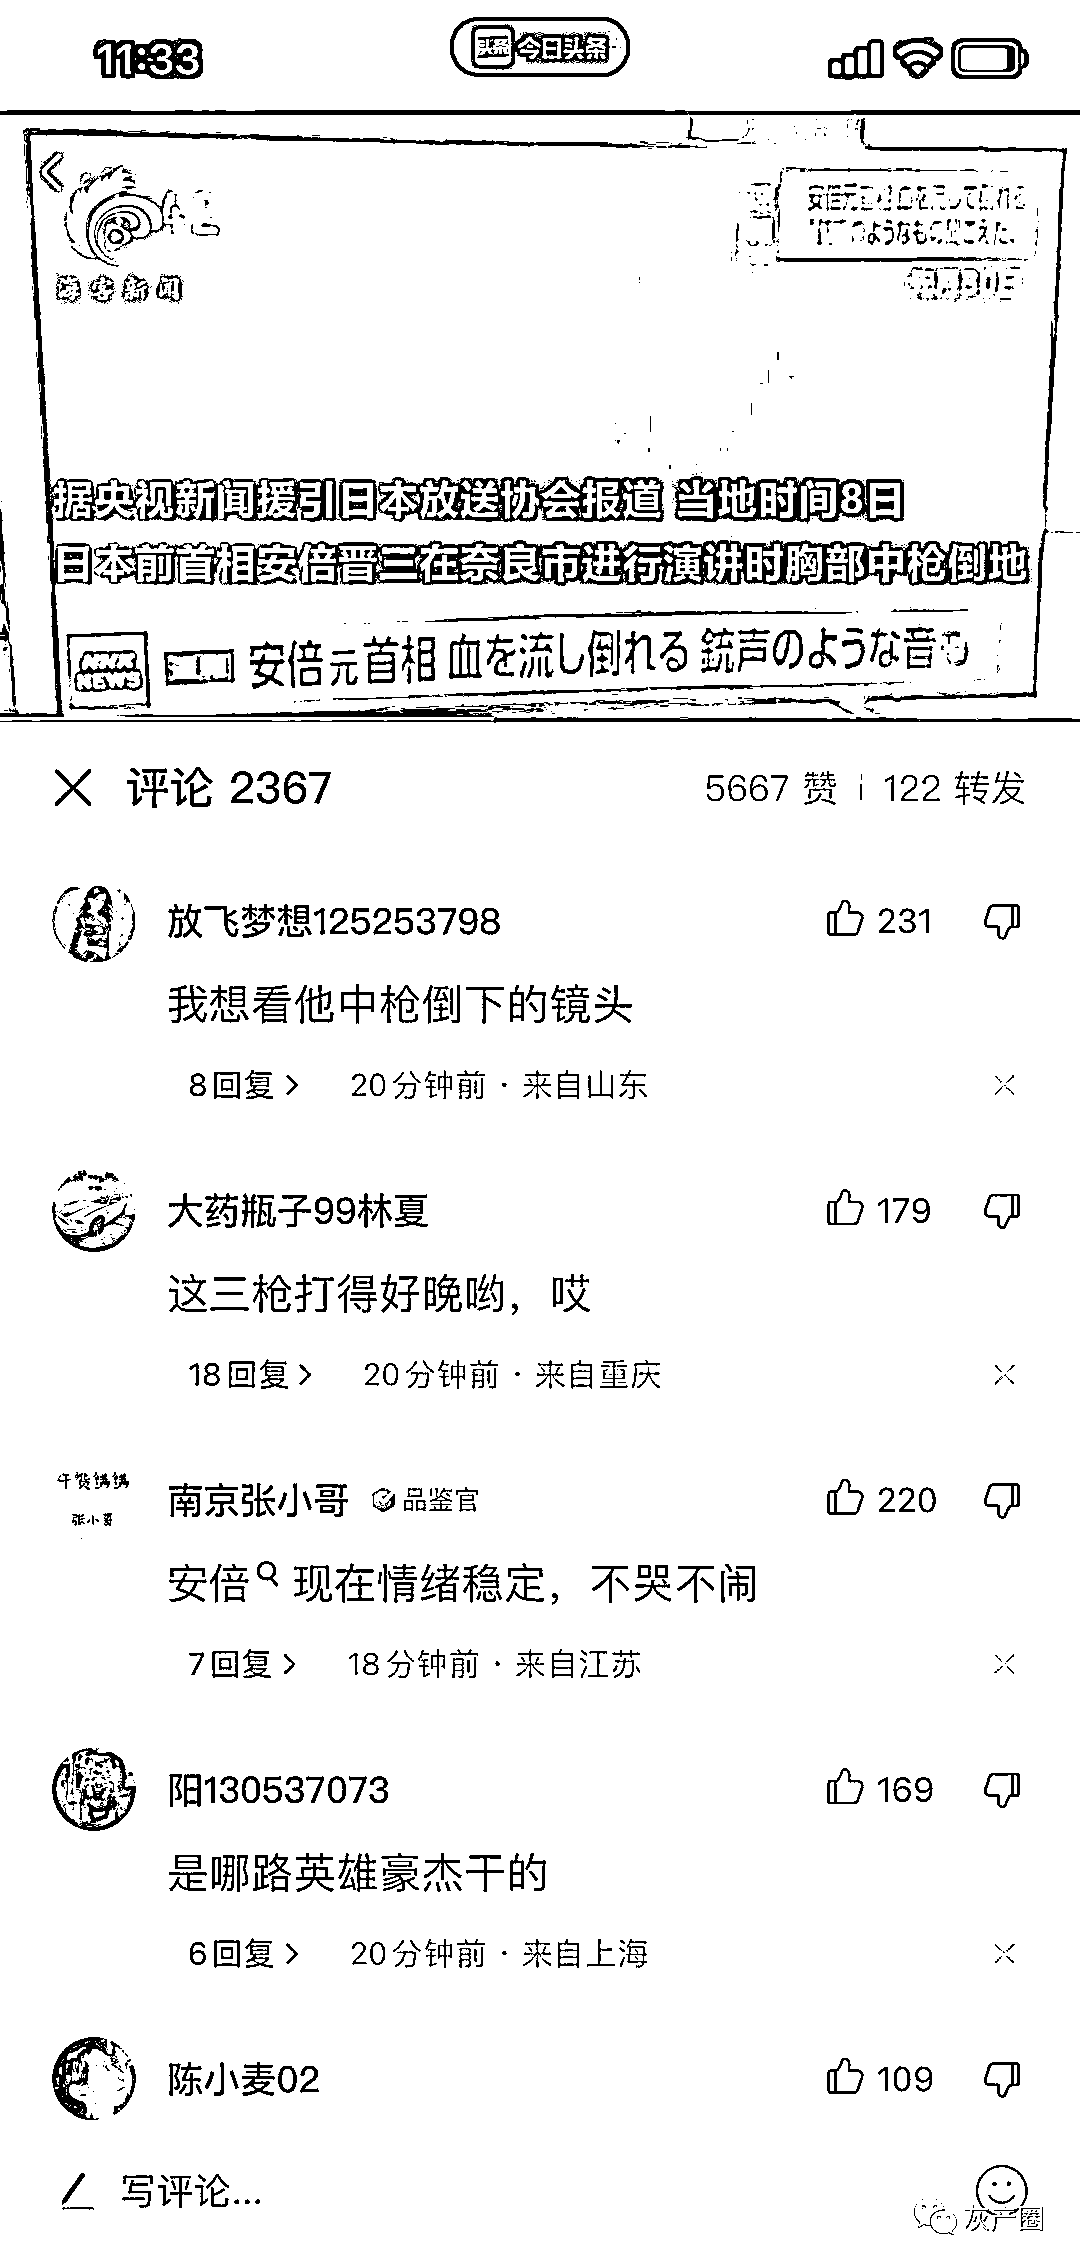 11:33
头条 今日头条
安倍元首相 血を流して倒れる
"銃声"のようなもの聞こえた
据央视新闻援引日本放送协会报道 当地时间8日
日本前首相安倍晋三在奈良市进行演讲时胸部中枪倒地
NHK NEWS 安倍元首相 血を流し倒れる 銃声のような音も
评论 2367 5667 赞 | 122 转发
放飞梦想125253798 231
我想看他中枪倒下的镜头
8回复 > 20分钟前 · 来自山东
大药瓶子99林夏 179
这三枪打得好晚哟，哎
18回复 > 20分钟前 · 来自重庆
张小哥
南京张小哥 品鉴官 220
安倍 现在情绪稳定，不哭不闹
7回复 > 18分钟前 · 来自江苏
阳130537073 169
是哪路英雄豪杰干的
6回复 > 20分钟前 · 来自上海
陈小麦02 109
写评论...
灰产圈